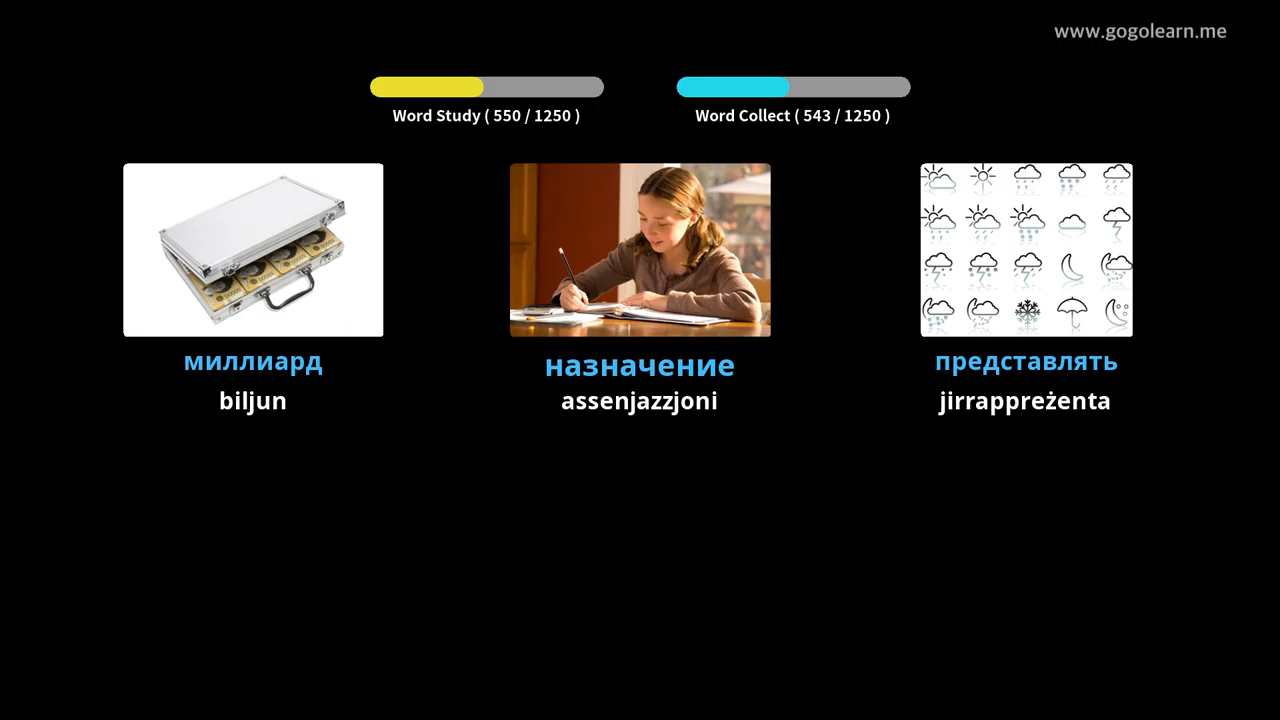 www.gogolearn.me
Word Study ( 550 / 1250 )
Word Collect ( 543 / 1250 )
миллиард
назначение
представлять
biljun
assenjazzjoni
jirrappreżenta